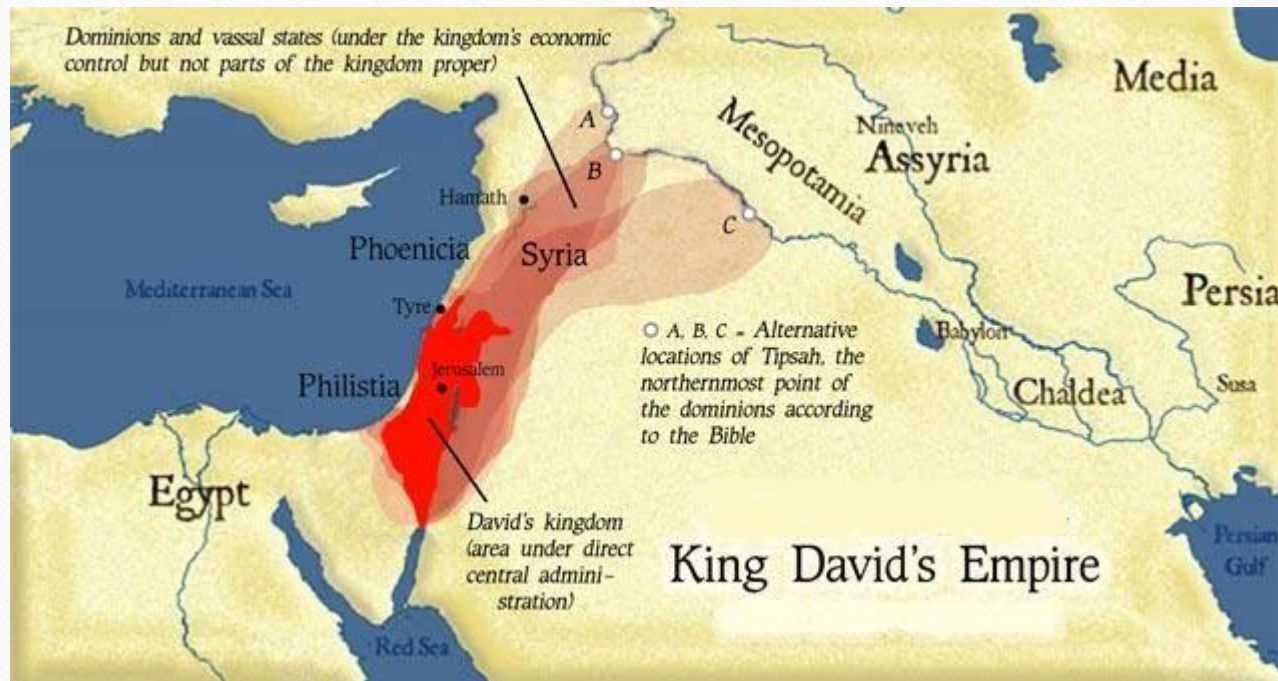 Dominions and vassal states (under the kingdom's economic
control but not parts of the kingdom proper)
Media
A
Mesopotamia
Ninaveh
Assyria
B
Hamath
C
Phoenicia
Syria
Mediterranean Sea
Persia
Tyre
A, B, C - Alternative
locations of Tipsah, the
northernmost point of
the dominions according
to the Bible
Babylon
Jerusalem
Philistia
Chaldea
Susa
Egypt
David's kingdom
(area under direct
central admini-
stration)
King David's Empire
Persian
Gulf
Red Sea